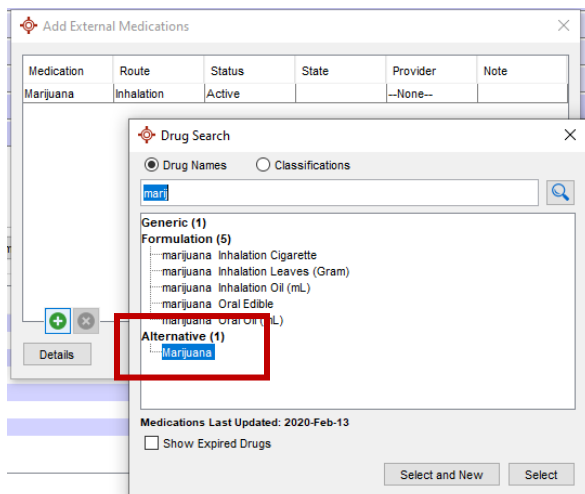 Add External Medications
Medication Route Status State Provider Note
Marijuana Inhalation Active --None--
Drug Search
Drug Names Classifications
marij
Generic (1)
Formulation (5)
marijuana Inhalation Cigarette
marijuana Inhalation Leaves (Gram)
marijuana Inhalation Oil (mL)
marijuana Oral Edible
marijuana Oral Oil (mL)
Alternative (1)
Marijuana
Details
Medications Last Updated: 2020-Feb-13
Show Expired Drugs
Select and New Select